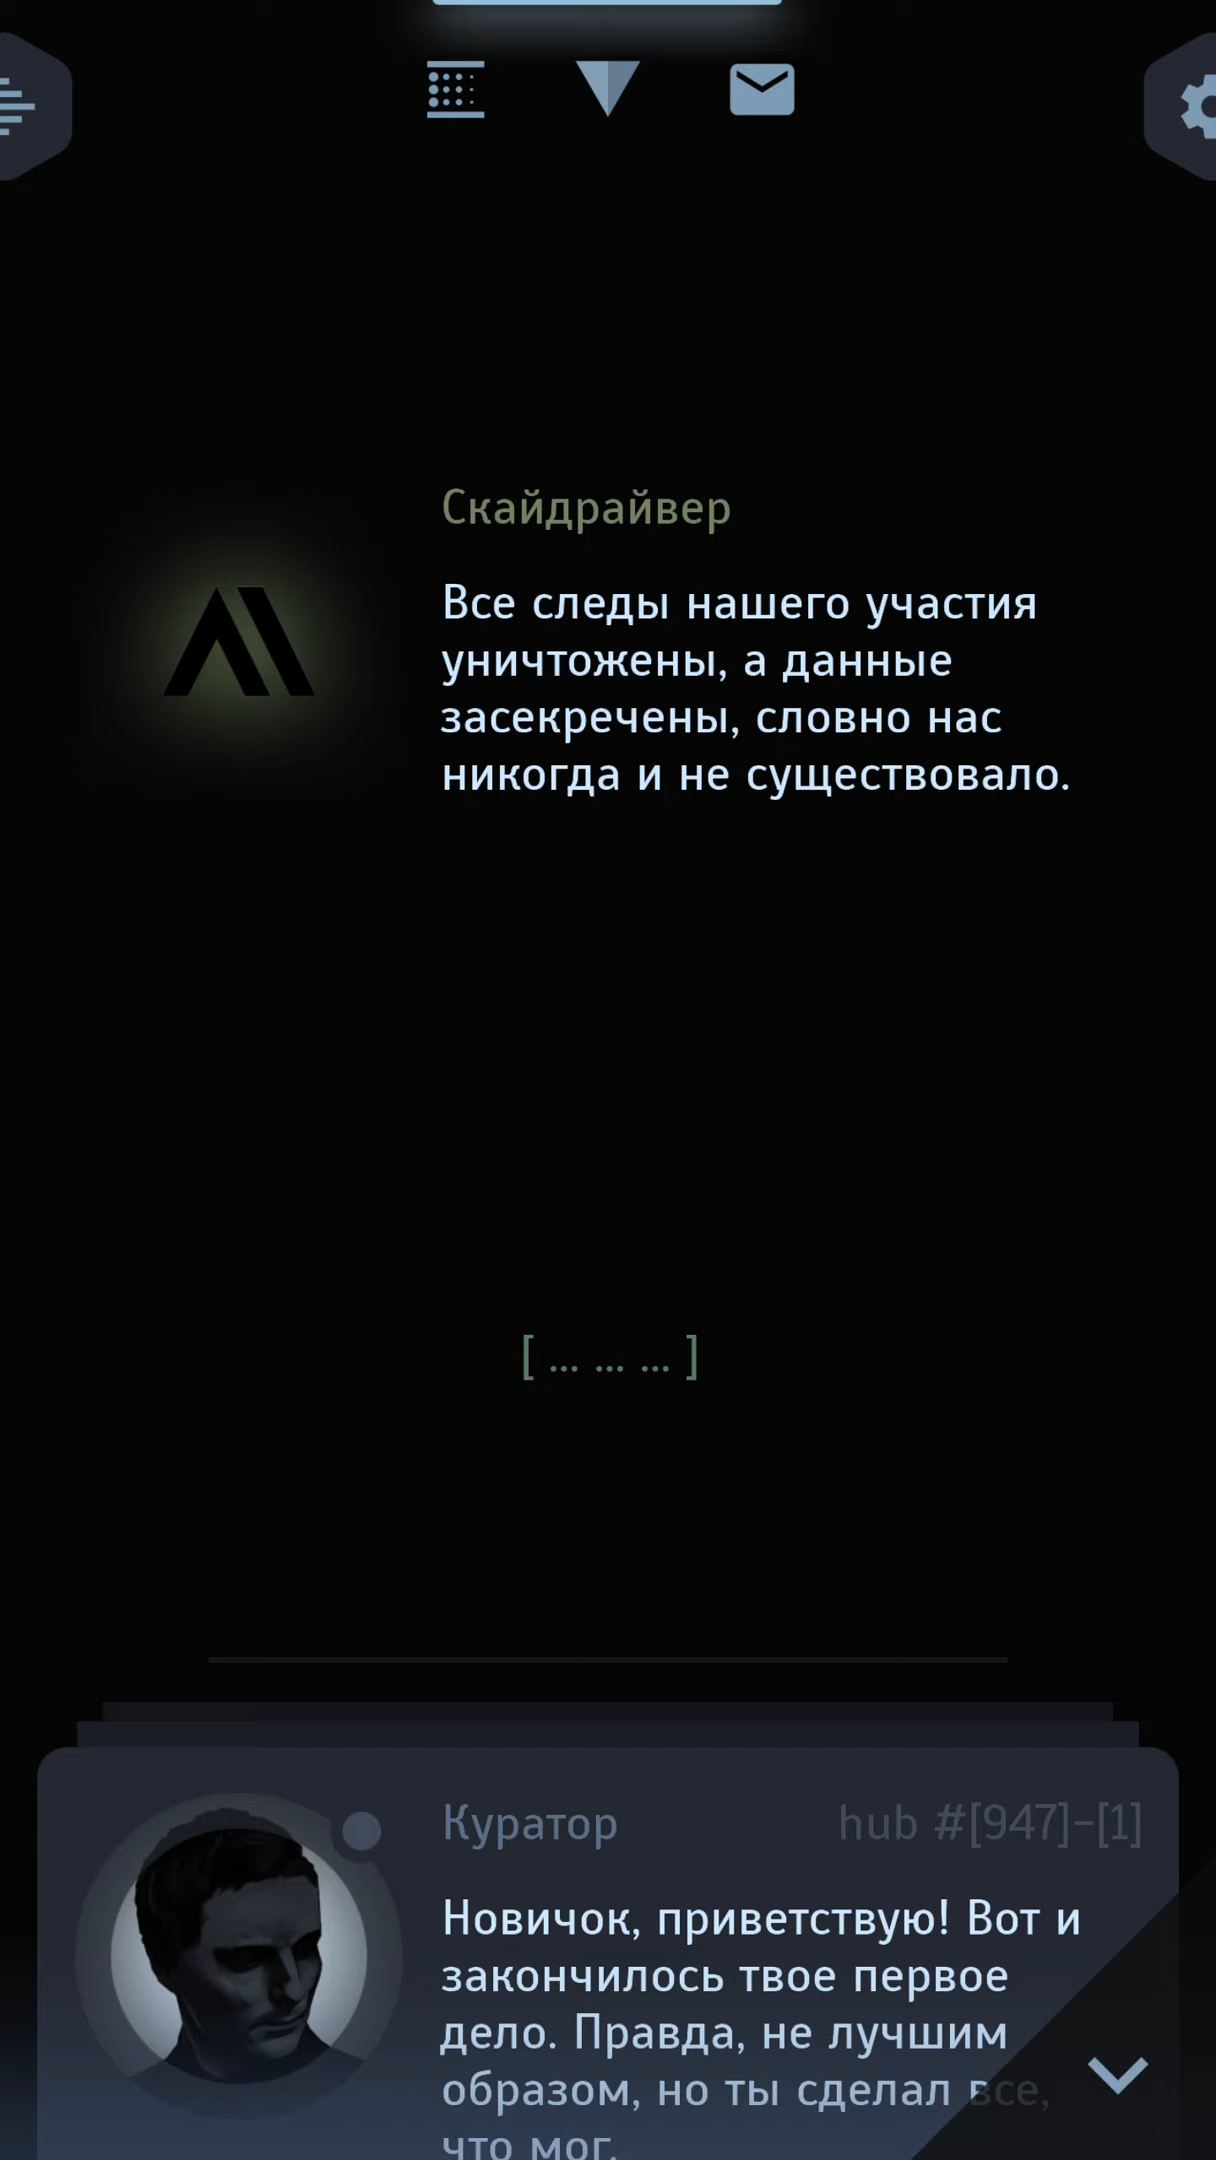 Скайдрайвер
Все следы нашего участия
уничтожены, а данные
засекречены, словно нас
никогда и не существовало.
[ ... ... ... ]
Куратор hub #[947]-[1]
Новичок, приветствую! Вот и
закончилось твое первое
дело. Правда, не лучшим
образом, но ты сделал все,
что мог.